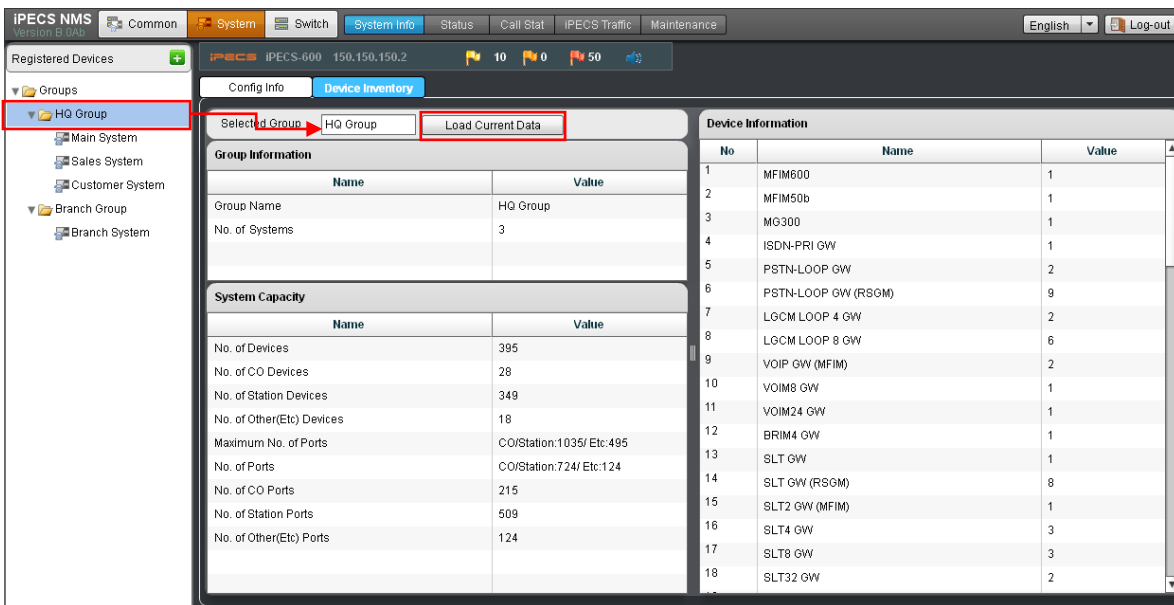 iPECS NMS Common System Switch System Info Status Call Stat iPECS Traffic Maintenance English Log-out
Version B.0Ab
Registered Devices
iPECS iPECS-600 150.150.150.2 10 0 50
Groups
HQ Group
Main System
Sales System
Customer System
Branch Group
Branch System
Config Info Device Inventory
Selected Group HQ Group Load Current Data
Group Information
Name Value
Group Name HQ Group
No. of Systems 3
System Capacity
Name Value
No. of Devices 395
No. of CO Devices 28
No. of Station Devices 349
No. of Other(Etc) Devices 18
Maximum No. of Ports CO/Station:1035/ Etc:495
No. of Ports CO/Station:724/ Etc:124
No. of CO Ports 215
No. of Station Ports 509
No. of Other(Etc) Ports 124
Device Information
No Name Value
1 MFIM600 1
2 MFIM50b 1
3 MG300 1
4 ISDN-PRI GW 1
5 PSTN-LOOP GW 2
6 PSTN-LOOP GW (RSGM) 9
7 LGCM LOOP 4 GW 2
8 LGCM LOOP 8 GW 6
9 VOIP GW (MFIM) 2
10 VOIM8 GW 1
11 VOIM24 GW 1
12 BRIM4 GW 1
13 SLT GW 1
14 SLT GW (RSGM) 8
15 SLT2 GW (MFIM) 1
16 SLT4 GW 3
17 SLT8 GW 3
18 SLT32 GW 2